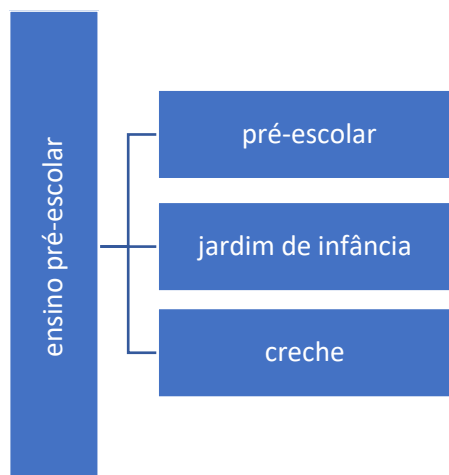 ensino pré-escolar
pré-escolar
jardim de infância
creche